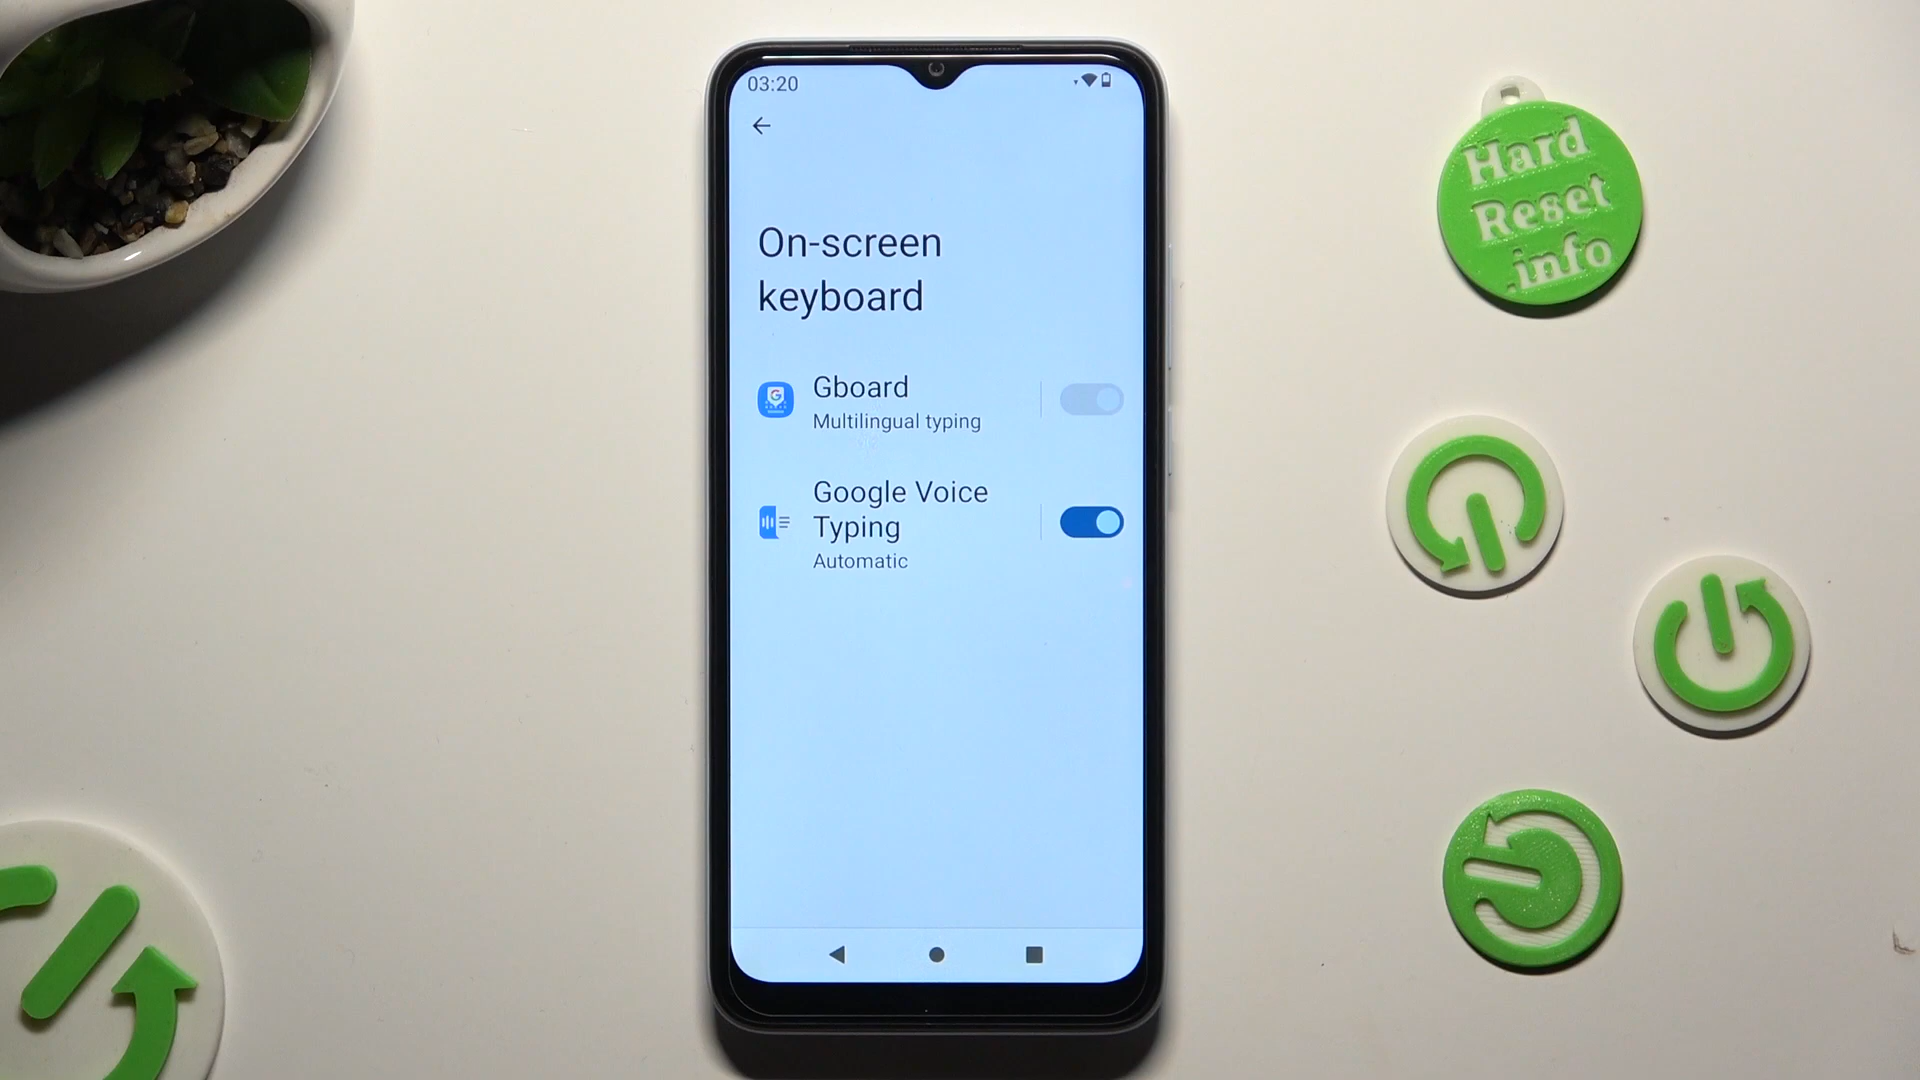 03:20
On-screen
keyboard
Gboard
Multilingual typing
Google Voice
Typing
Automatic
Hard
Reset
.info